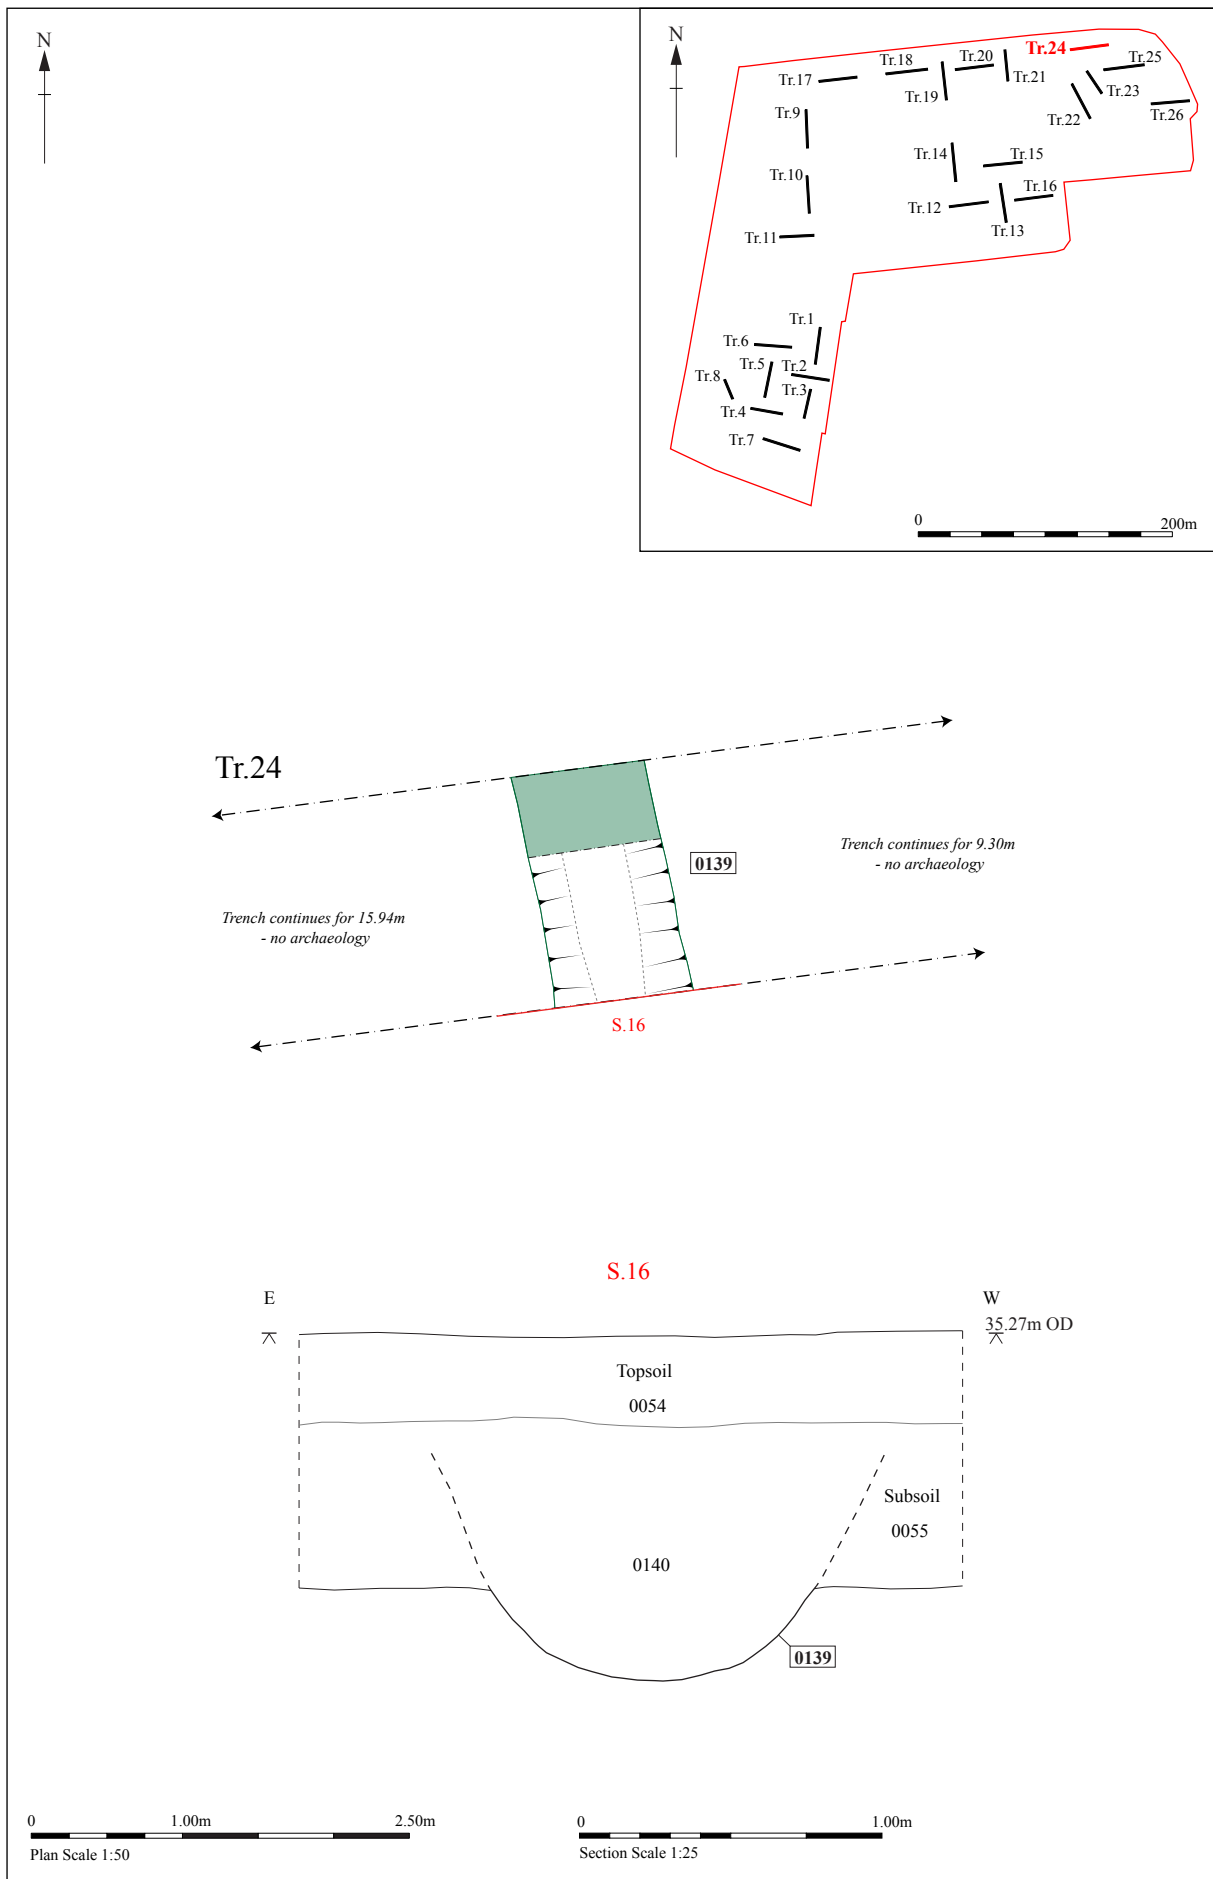 N
N
Tr.24
Tr.25
Tr.20
Tr.18
Tr.17
Tr.21
Tr.23
Tr.19
Tr.26
Tr.9
Tr.22
Tr.14
Tr.15
Tr.10
Tr.16
Tr.12
Tr.13
Tr.11
Tr.1
Tr.6
Tr.5
Tr.2
Tr.8
Tr.3
Tr.4
Tr.7
0
200m
Tr.24
Trench continues for 9.30m
- no archaeology
0139
Trench continues for 15.94m
- no archaeology
S.16
S.16
E
W
35.27m OD
Topsoil
0054
Subsoil
0055
0140
0139
0 1.00m 2.50m
Plan Scale 1:50
0 1.00m
Section Scale 1:25